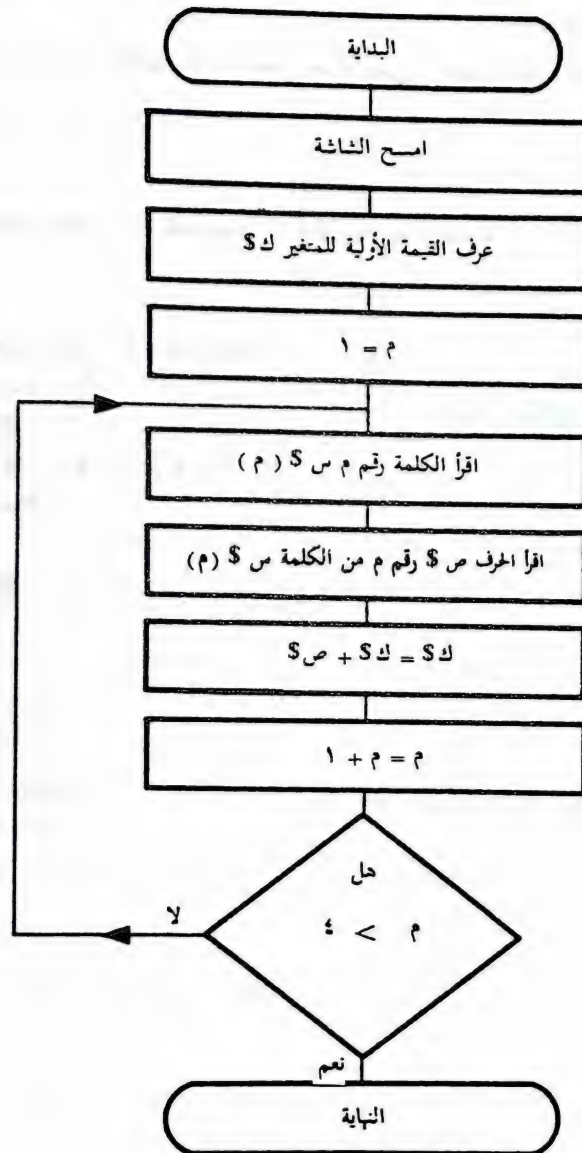 البداية
امسح الشاشة
عرف القيمة الأولية للمتغير ك$
م = ١
اقرأ الكلمة رقم م س $ ( م )
اقرأ الحرف ص $ رقم م من الكلمة س $ (م)
ك$ = ك$ + ص$
م = م + ١
هل
م > ٤
لا
نعم
النهاية